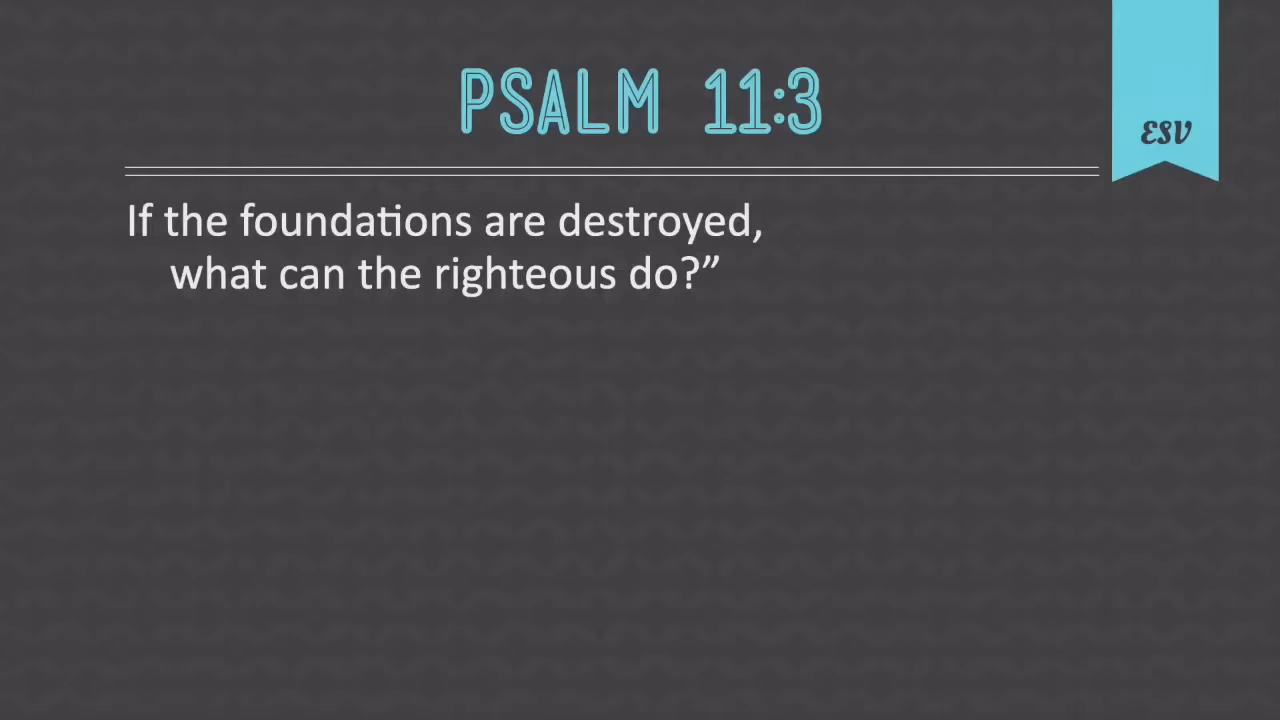 PSALM 11:3
ESV
If the foundations are destroyed,
what can the righteous do?”